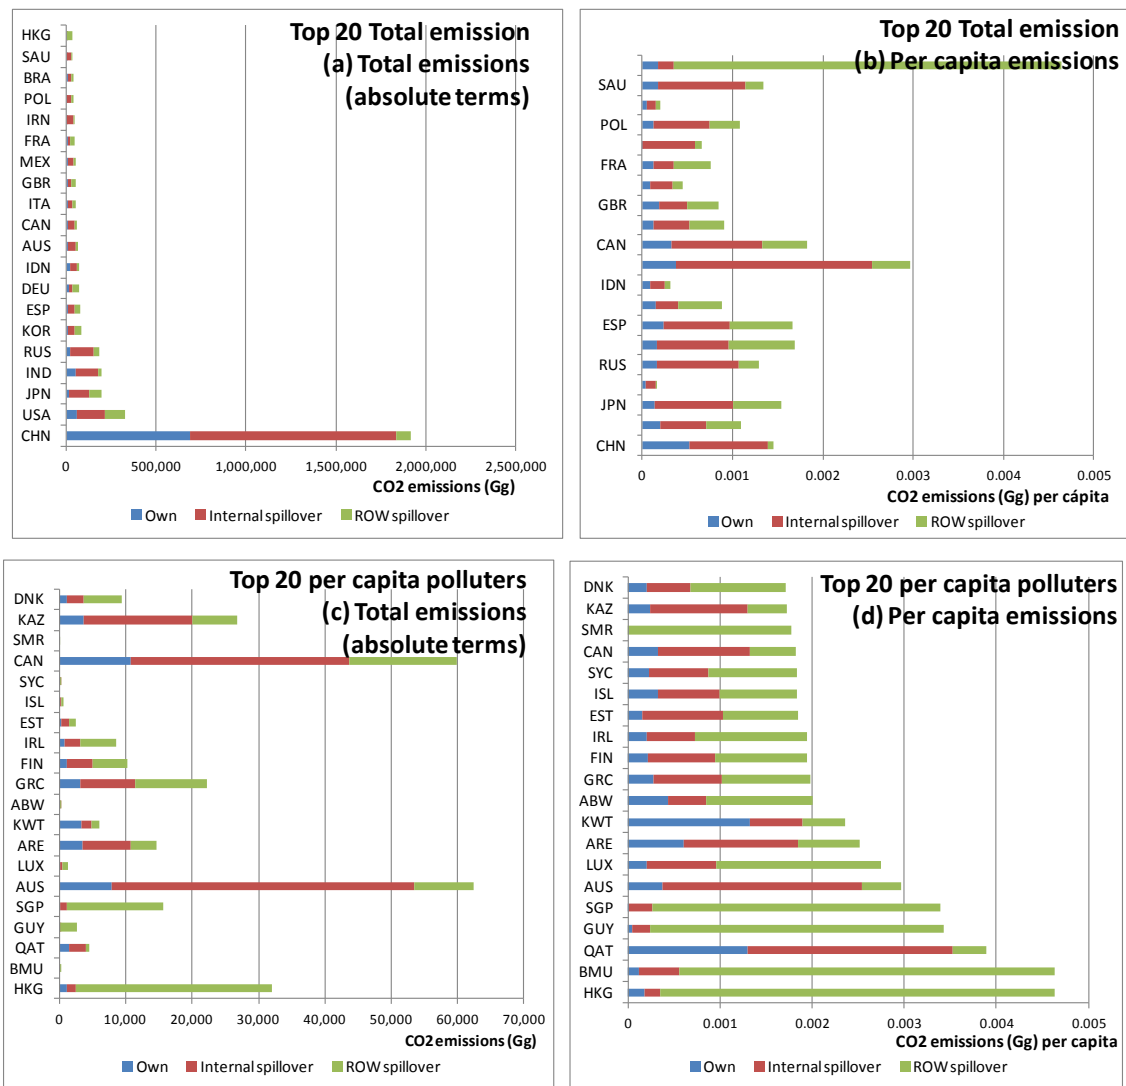 Top 20 Total emission
(a) Total emissions
(absolute terms)
HKG
SAU
BRA
POL
IRN
FRA
MEX
GBR
ITA
CAN
AUS
IDN
DEU
ESP
KOR
RUS
IND
JPN
USA
CHN
0 500,000 1,000,000 1,500,000 2,000,000 2,500,000
CO2 emissions (Gg)
Own Internal spillover ROW spillover
Top 20 Total emission
(b) Per capita emissions
SAU
POL
FRA
GBR
CAN
IDN
ESP
RUS
JPN
CHN
0 0.001 0.002 0.003 0.004 0.005
CO2 emissions (Gg) per cápita
Own Internal spillover ROW spillover
Top 20 per capita polluters
(c) Total emissions
(absolute terms)
DNK
KAZ
SMR
CAN
SYC
ISL
EST
IRL
FIN
GRC
ABW
KWT
ARE
LUX
AUS
SGP
GUY
QAT
BMU
HKG
0 10,000 20,000 30,000 40,000 50,000 60,000 70,000
CO2 emissions (Gg)
Own Internal spillover ROW spillover
Top 20 per capita polluters
(d) Per capita emissions
DNK
KAZ
SMR
CAN
SYC
ISL
EST
IRL
FIN
GRC
ABW
KWT
ARE
LUX
AUS
SGP
GUY
QAT
BMU
HKG
0 0.001 0.002 0.003 0.004 0.005
CO2 emissions (Gg) per capita
Own Internal spillover ROW spillover